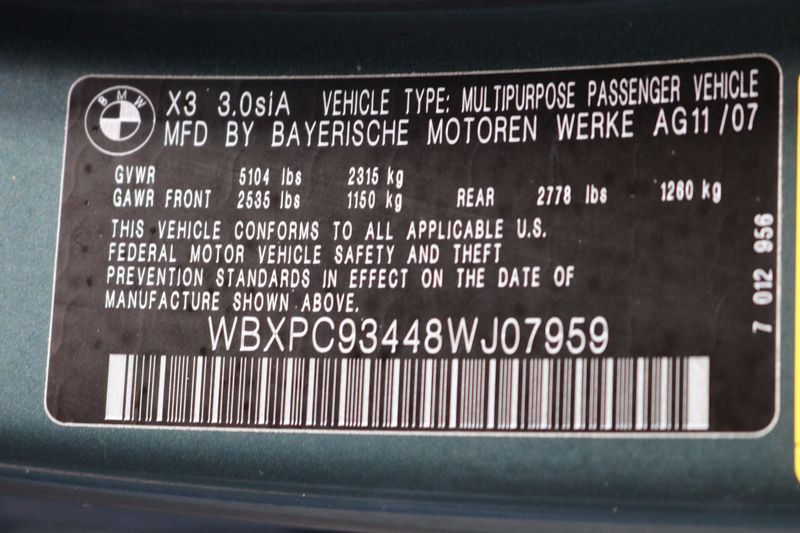 BMW
X3 3.0siA VEHICLE TYPE: MULTIPURPOSE PASSENGER VEHICLE
MFD BY BAYERISCHE MOTOREN WERKE AG11/07
GVWR 5104 lbs 2315 kg
GAWR FRONT 2535 lbs 1150 kg REAR 2778 lbs 1260 kg
THIS VEHICLE CONFORMS TO ALL APPLICABLE U.S.
FEDERAL MOTOR VEHICLE SAFETY AND THEFT
PREVENTION STANDARDS IN EFFECT ON THE DATE OF
MANUFACTURE SHOWN ABOVE.
WBXPC93448WJ07959
7 012 956